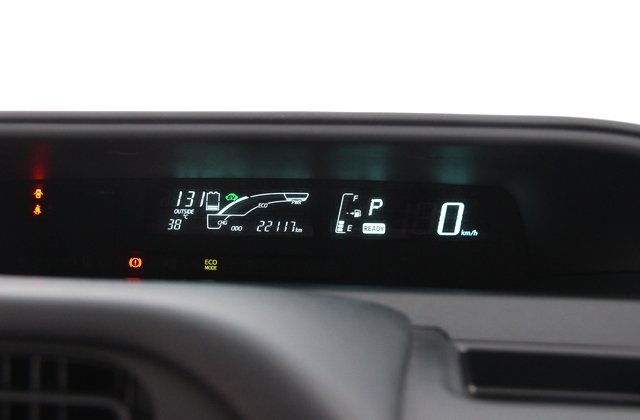 131
OUTSIDE
°C
38
CHG
ECO
PWR
ODO 22117km
F
E
P
READY
0 km/h
ECO
MODE